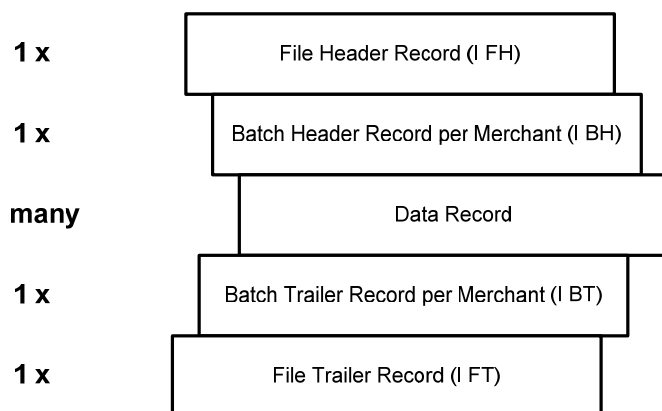 1 x File Header Record (I FH)
1 x Batch Header Record per Merchant (I BH)
many Data Record
1 x Batch Trailer Record per Merchant (I BT)
1 x File Trailer Record (I FT)